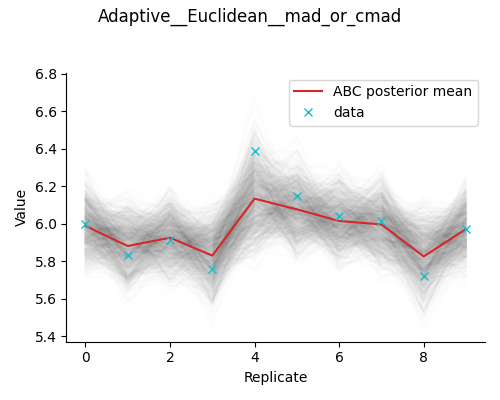 Adaptive__Euclidean__mad_or_cmad
6.8
6.6
6.4
6.2
6.0
5.8
5.6
5.4
Value
ABC posterior mean
data
0 2 4 6 8
Replicate